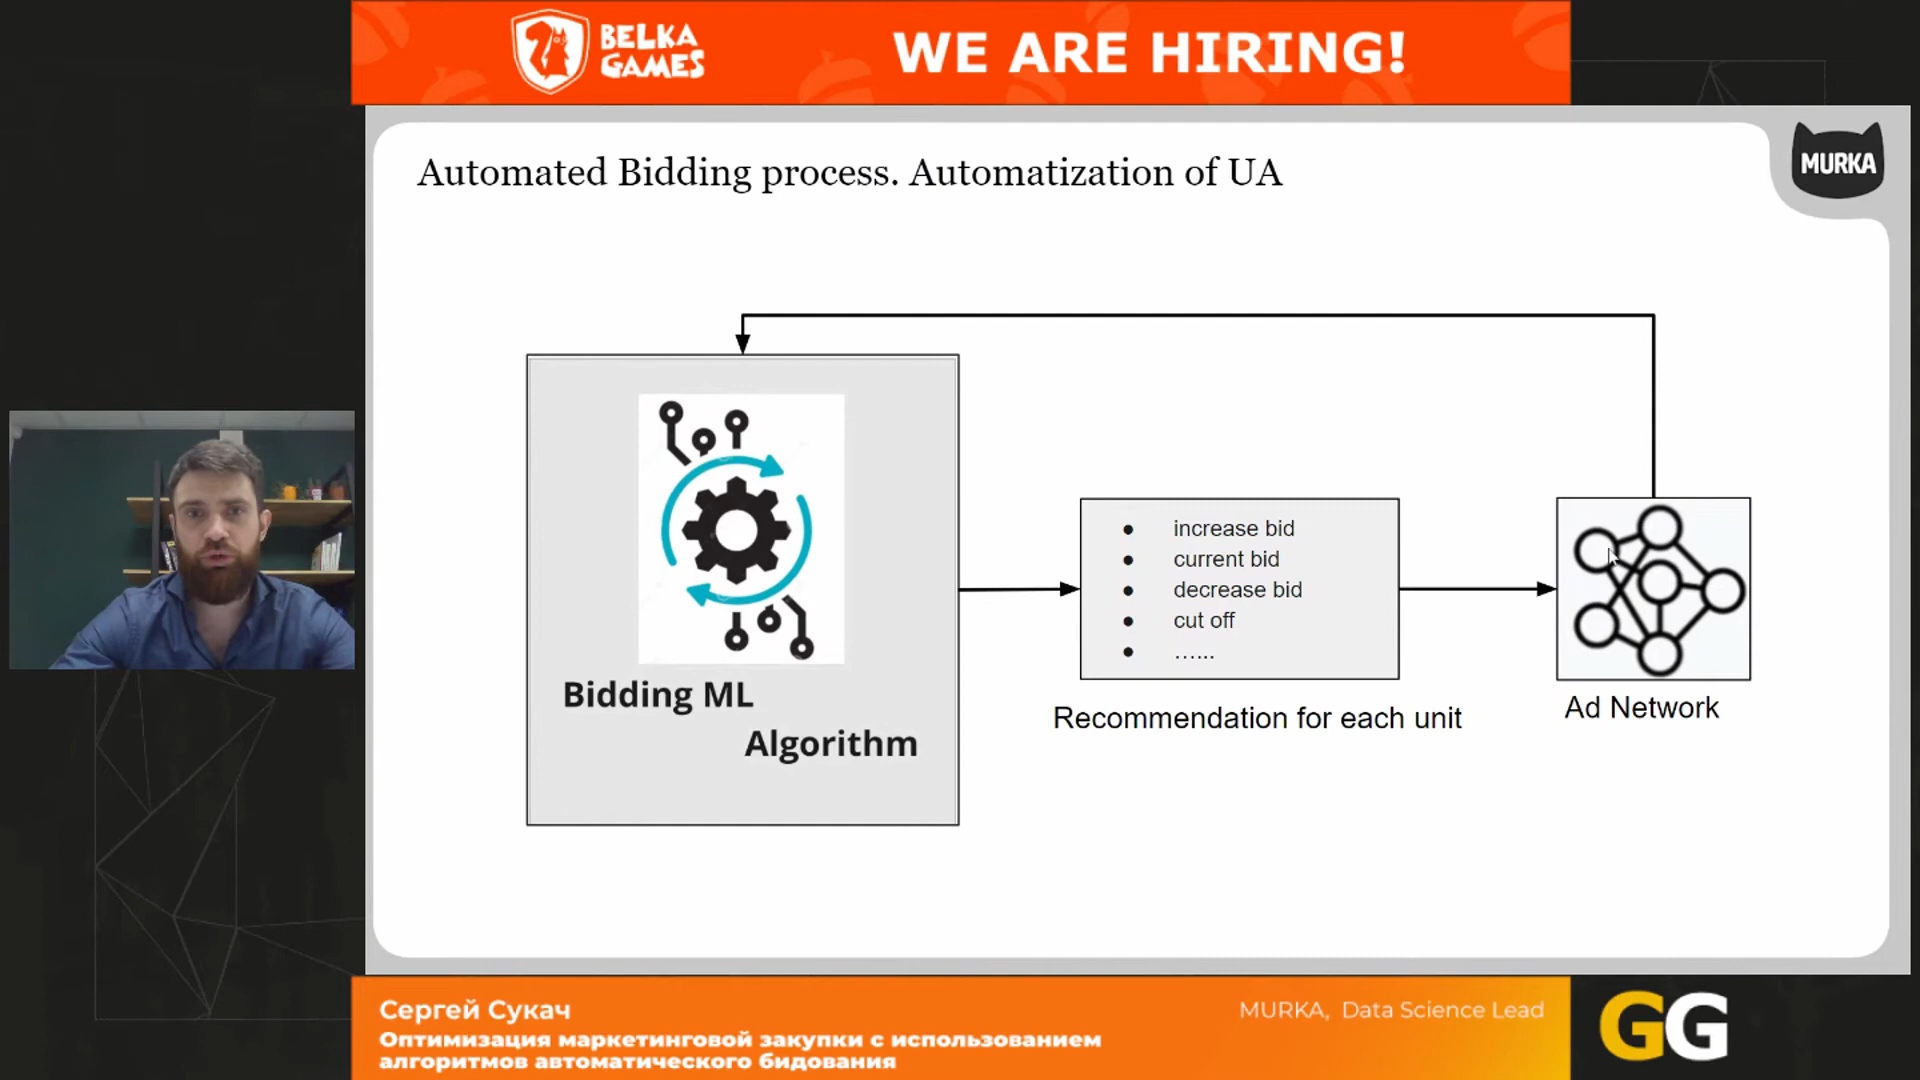 BELKA
GAMES
WE ARE HIRING!
MURKA
Automated Bidding process. Automatization of UA
increase bid
current bid
decrease bid
cut off
…...
Bidding ML
Algorithm
Recommendation for each unit
Ad Network
Сергей Сукач
MURKA, Data Science Lead
Оптимизация маркетинговой закупки с использованием
алгоритмов автоматического бидования
GG